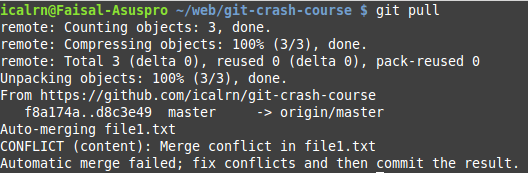 icalrn@Faisal-Asuspro ~/web/git-crash-course $ git pull
remote: Counting objects: 3, done.
remote: Compressing objects: 100% (3/3), done.
remote: Total 3 (delta 0), reused 0 (delta 0), pack-reused 0
Unpacking objects: 100% (3/3), done.
From https://github.com/icalrn/git-crash-course
   f8a174a..d8c3e49  master     -> origin/master
Auto-merging file1.txt
CONFLICT (content): Merge conflict in file1.txt
Automatic merge failed; fix conflicts and then commit the result.